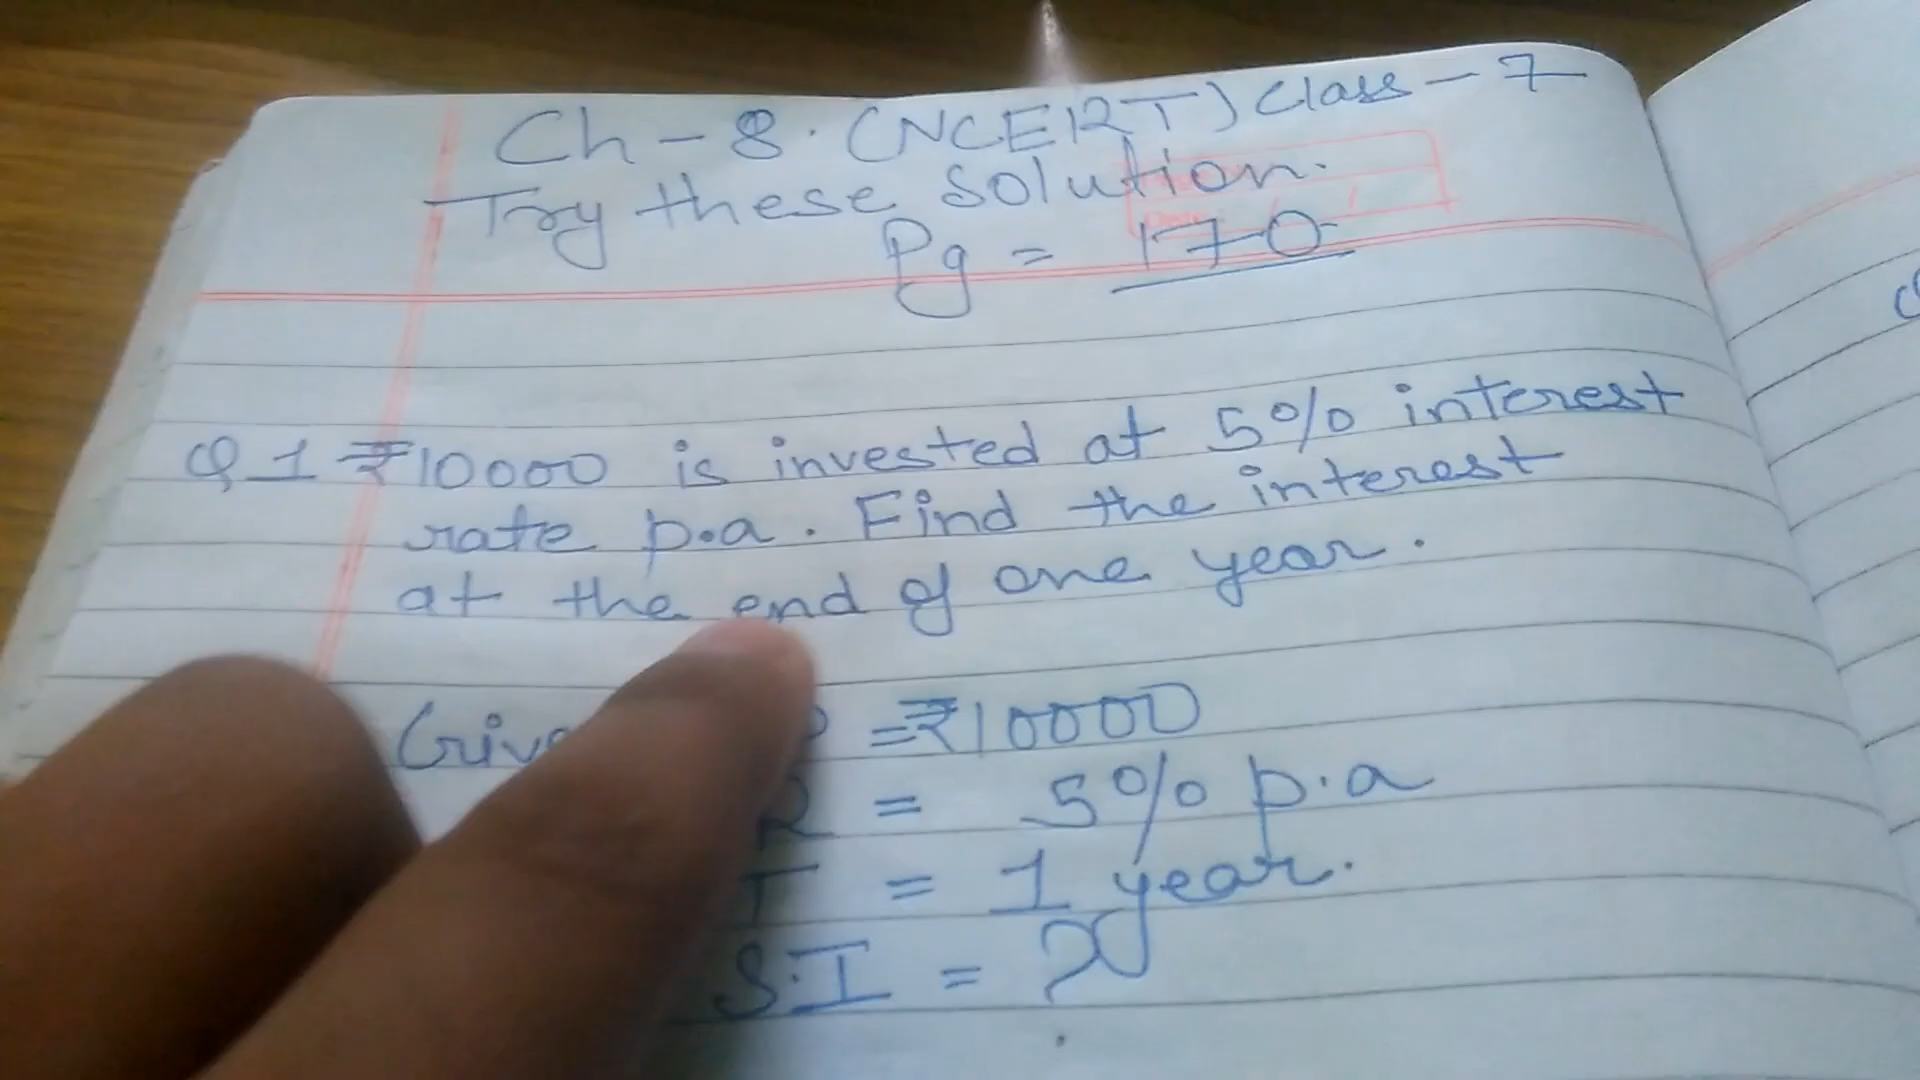 Ch - 8. (NCERT) Class - 7
Try these solution.
Pg = 170
Q 1 ₹10000 is invested at 5% interest
rate p.a. Find the interest
at the end of one year.
= ₹10000
R = 5% p.a
T = 1 year.
S.I = ?